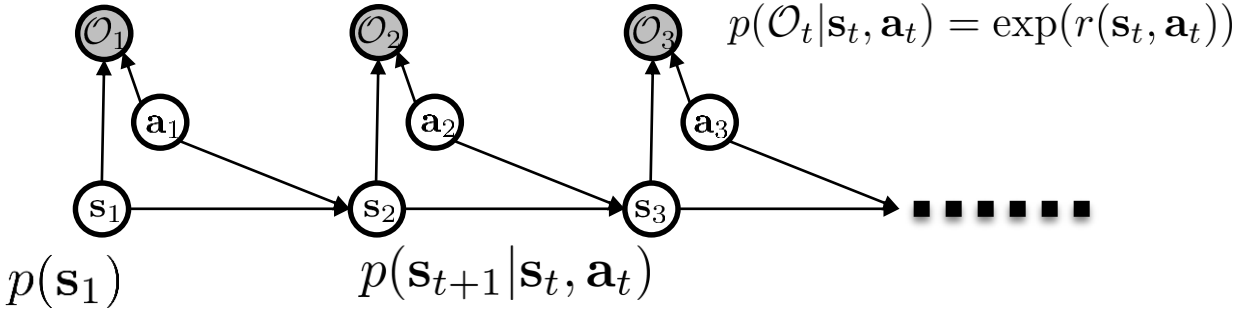 𝒪₁ 𝒪₂ 𝒪₃ p(𝒪ₜ|𝐬ₜ, 𝐚ₜ) = exp(r(𝐬ₜ, 𝐚ₜ))
𝐚₁ 𝐚₂ 𝐚₃
𝐬₁ 𝐬₂ 𝐬₃
p(𝐬₁) p(𝐬ₜ₊₁|𝐬ₜ, 𝐚ₜ)